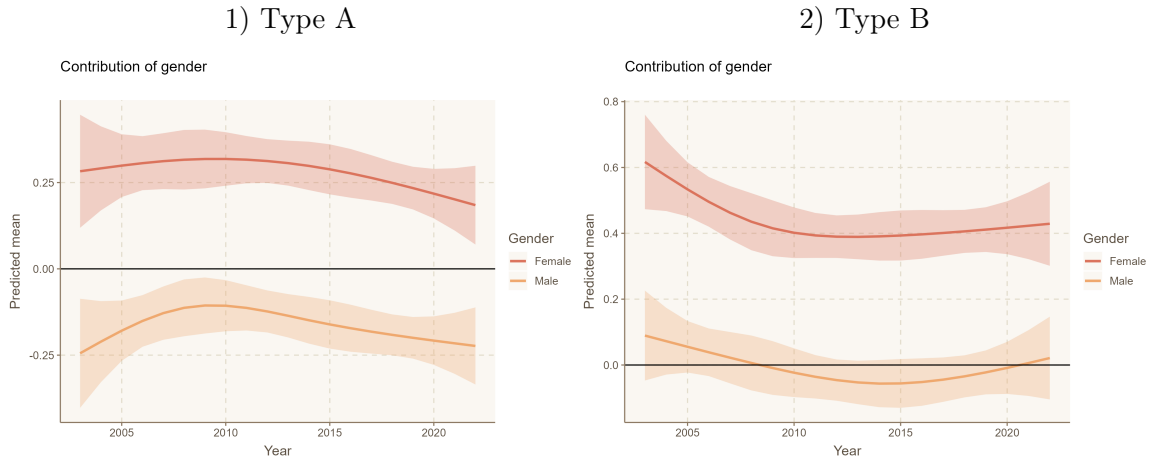 1) Type A
Contribution of gender
Predicted mean
0.25
0.00
-0.25
2005
2010
2015
2020
Year
Gender
Female
Male
2) Type B
Contribution of gender
Predicted mean
0.8
0.6
0.4
0.2
0.0
2005
2010
2015
2020
Year
Gender
Female
Male